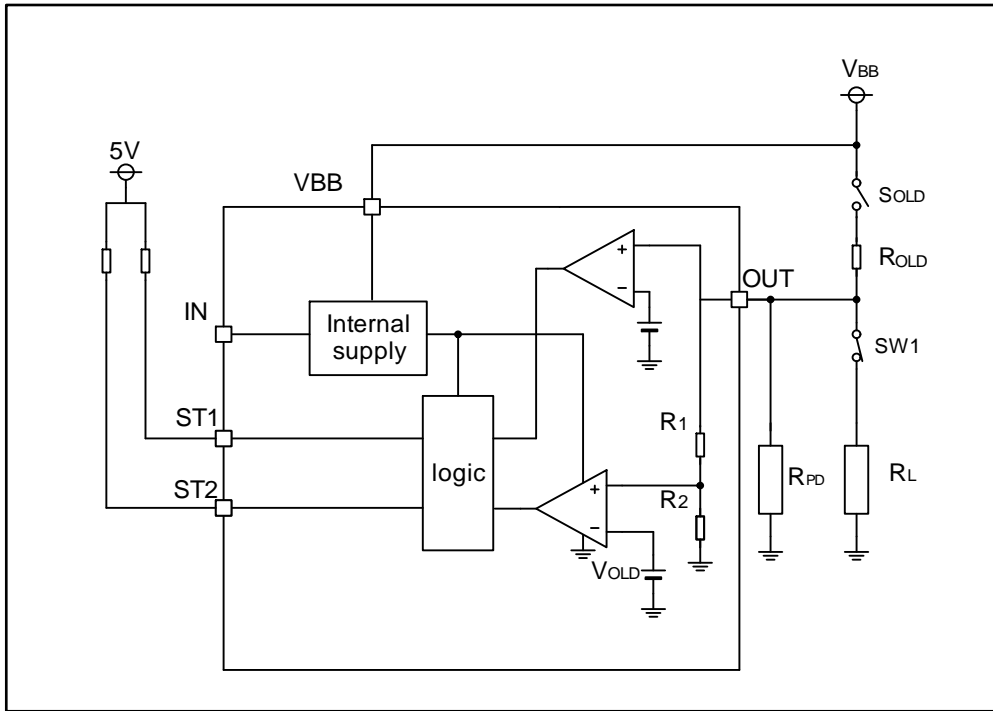 VBB
5V
VBB
SOLD
ROLD
OUT
+
−
IN
Internal
supply
SW1
ST1
R1
logic
ST2
+
−
R2
RPD
RL
VOLD